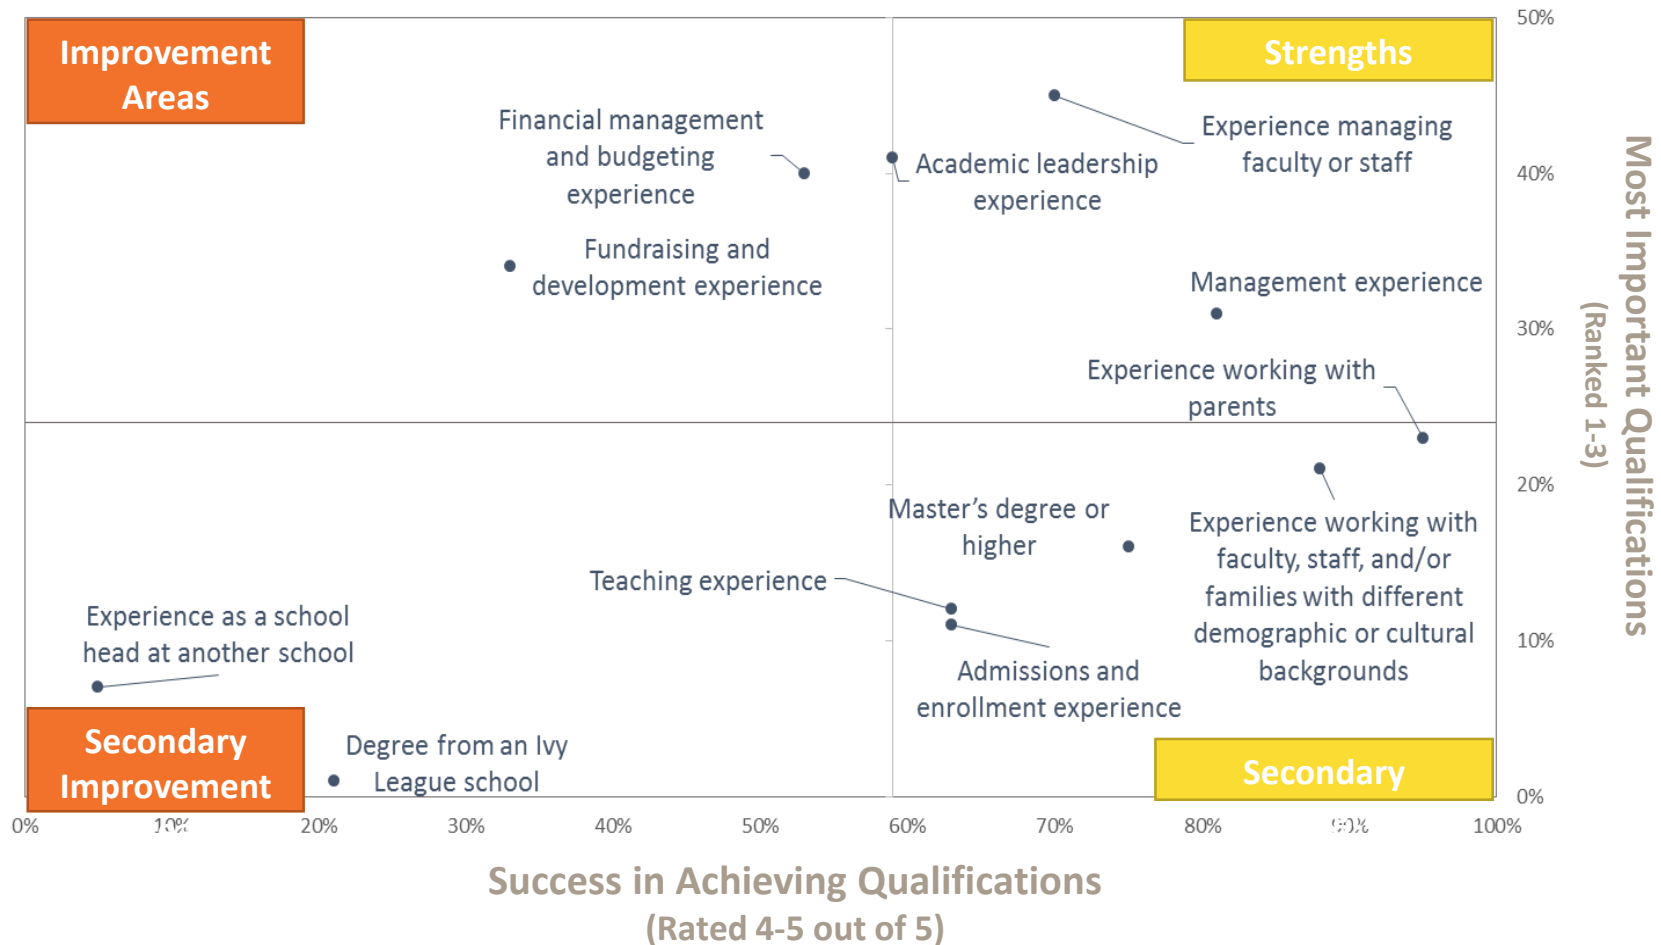 Improvement
Areas
Strengths
50%
Financial management
and budgeting
experience
Academic leadership
experience
Experience managing
faculty or staff
40%
Fundraising and
development experience
Management experience
30%
Experience working with
parents
Master's degree or
higher
20%
Experience working with
faculty, staff, and/or
families with different
demographic or cultural
backgrounds
Teaching experience
Experience as a school
head at another school
10%
Admissions and
enrollment experience
Secondary
Improvement
Degree from an Ivy
League school
Secondary
0%
0%
10%
20%
30%
40%
50%
60%
70%
80%
90%
100%
Success in Achieving Qualifications
(Rated 4-5 out of 5)
Most Important Qualifications
(Ranked 1-3)